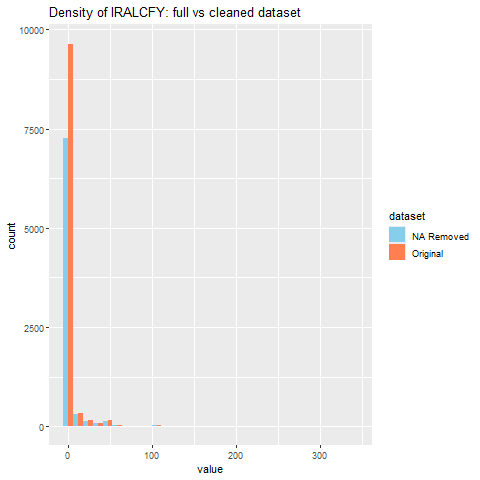 Density of IRALCFY: full vs cleaned dataset
10000
7500
5000
2500
0
count
0 100 200 300
value
dataset
NA Removed
Original